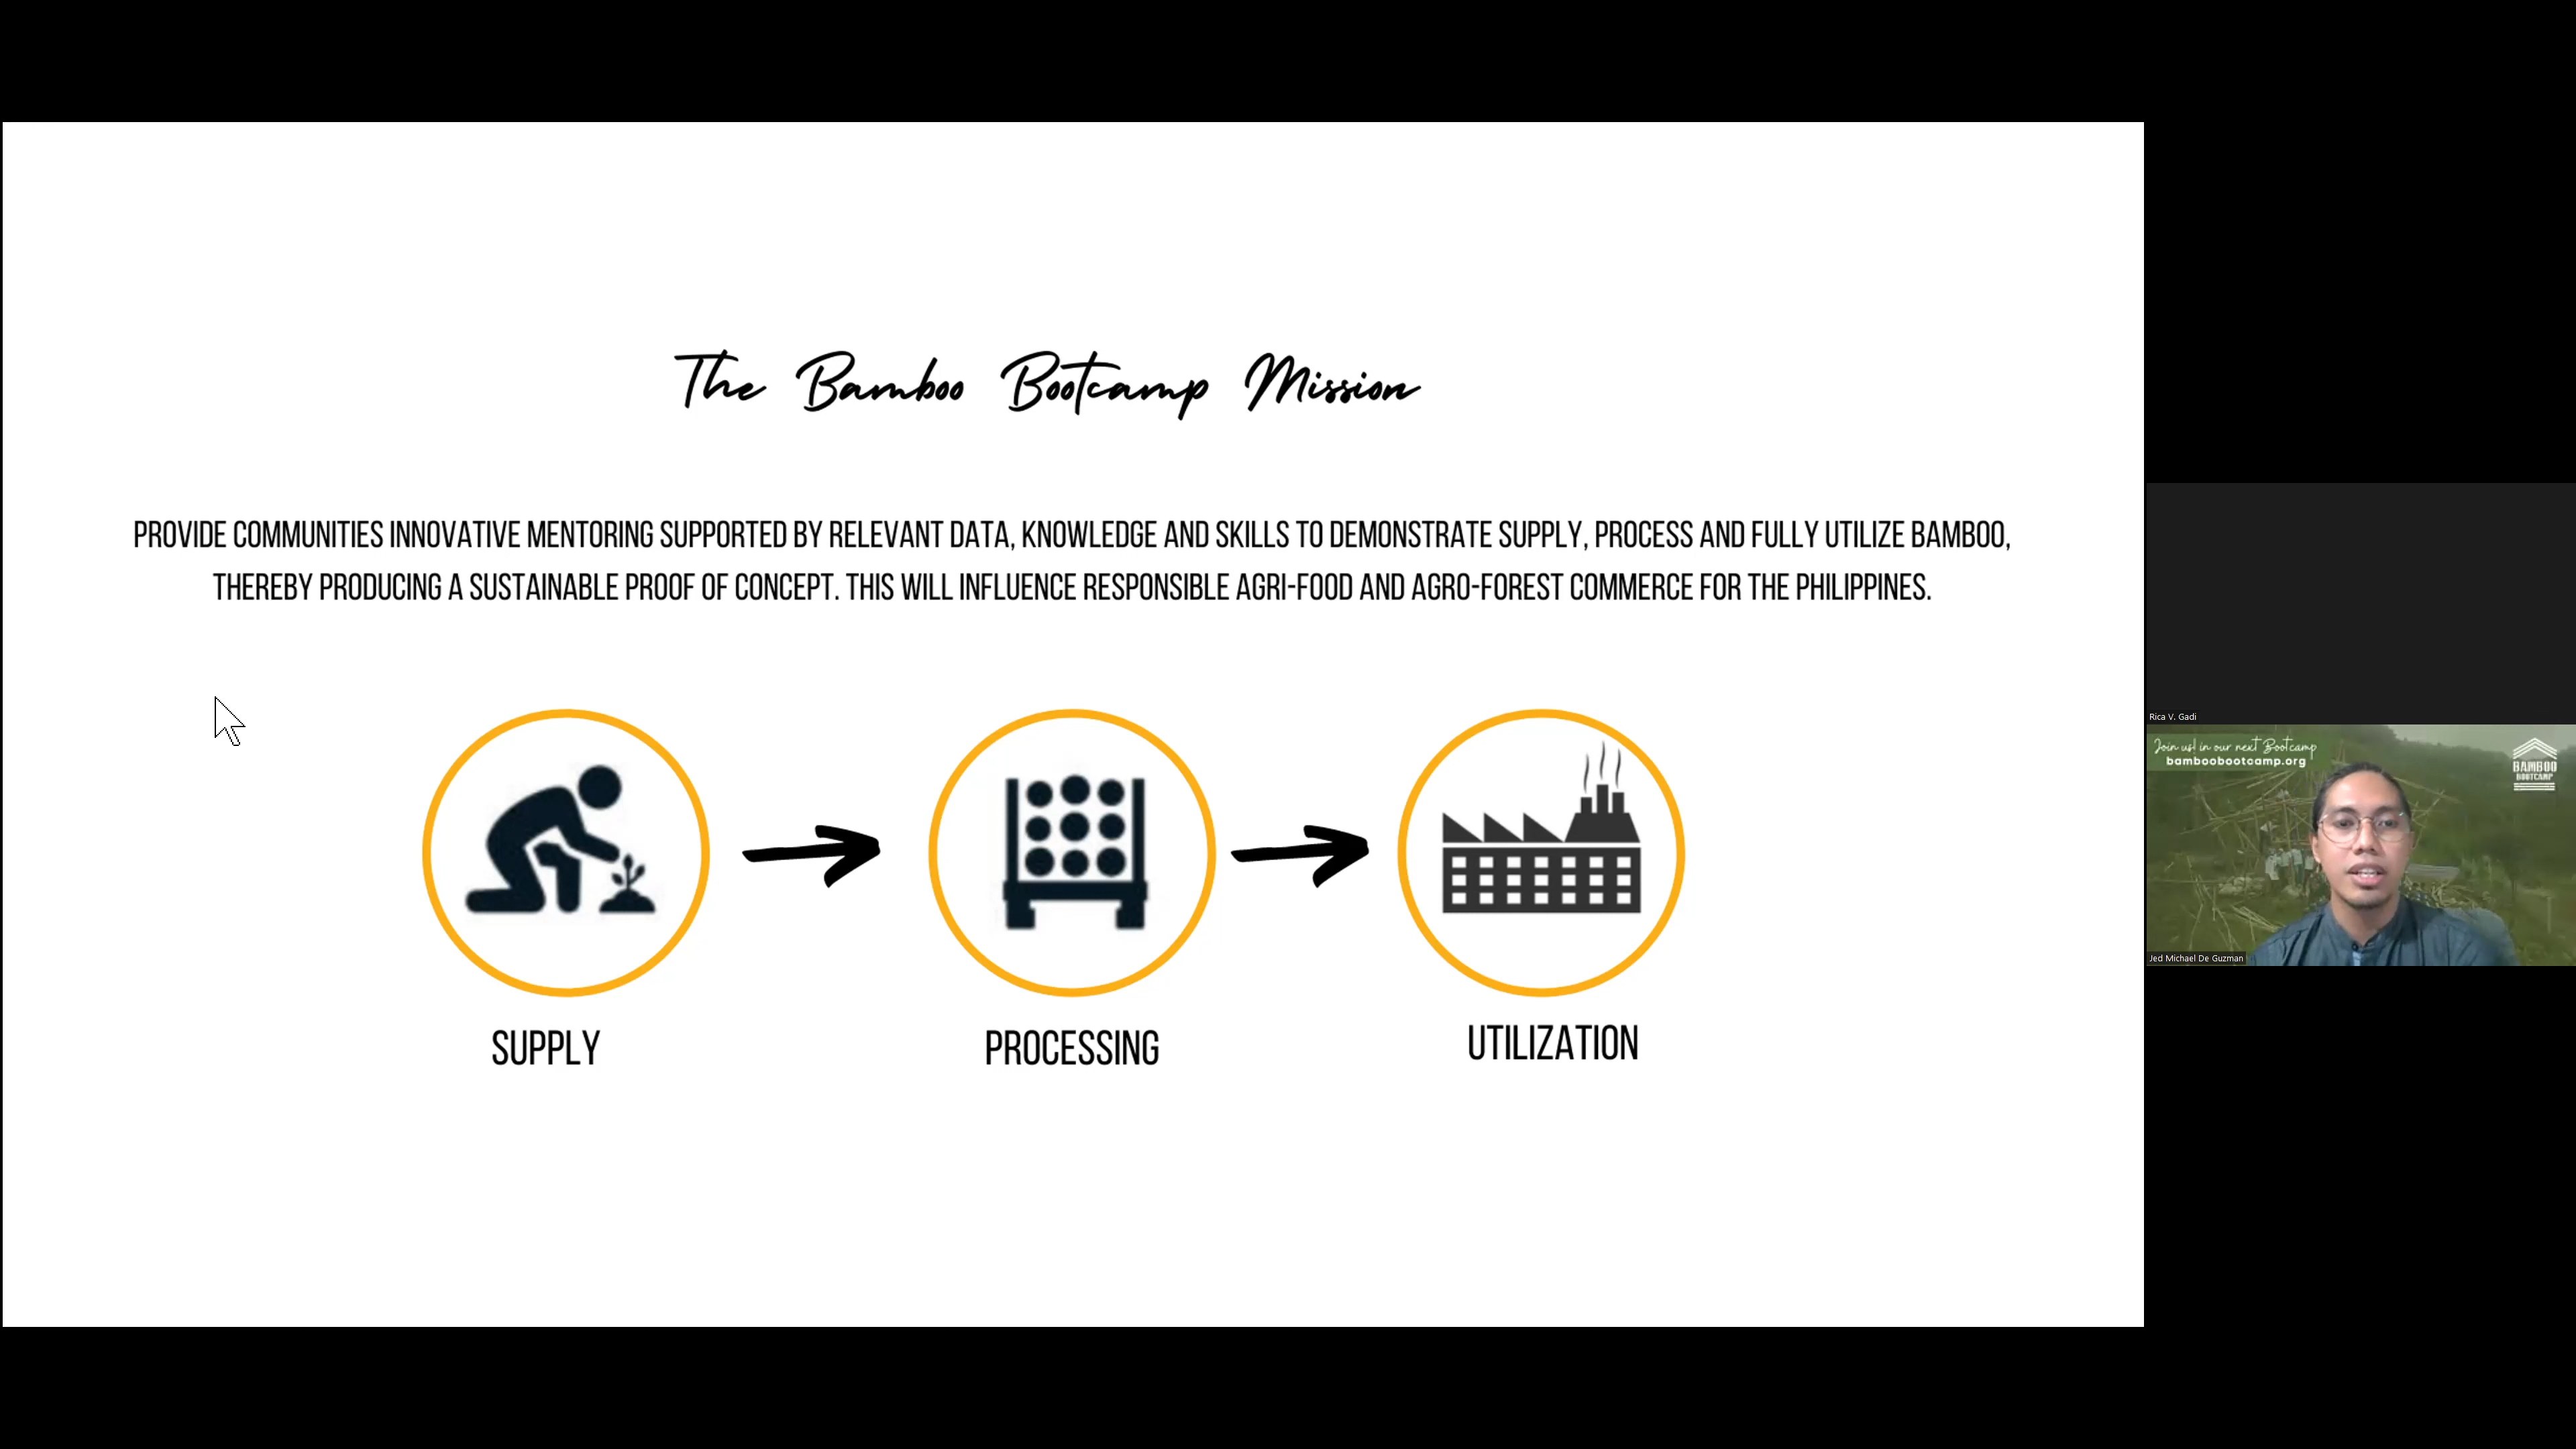 The Bamboo Bootcamp Mission
PROVIDE COMMUNITIES INNOVATIVE MENTORING SUPPORTED BY RELEVANT DATA, KNOWLEDGE AND SKILLS TO DEMONSTRATE SUPPLY, PROCESS AND FULLY UTILIZE BAMBOO,
THEREBY PRODUCING A SUSTAINABLE PROOF OF CONCEPT. THIS WILL INFLUENCE RESPONSIBLE AGRI-FOOD AND AGRO-FOREST COMMERCE FOR THE PHILIPPINES.
SUPPLY
PROCESSING
UTILIZATION
Rica V. Gadi
Join us! in our next Bootcamp
bamboobootcamp.org
BAMBOO
BOOTCAMP
Jed Michael De Guzman